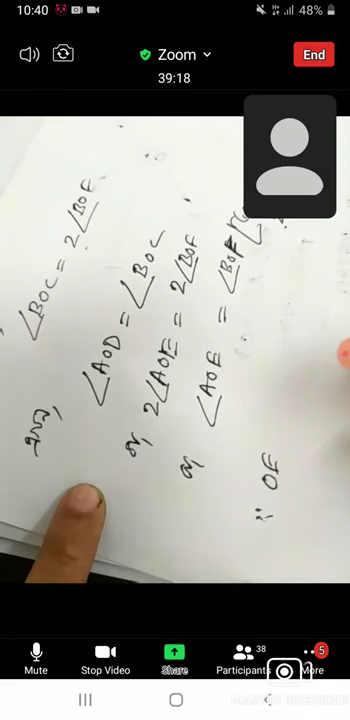 10:40
48%
Zoom
End
39:18
∠BOC = 2∠BOF
এখন,
∠AOD = ∠BOC
বা, 2∠AOE = 2∠BOF
বা, ∠AOE = ∠BOF
∴ OE
Mute
Stop Video
Share
Participants
38
More
5